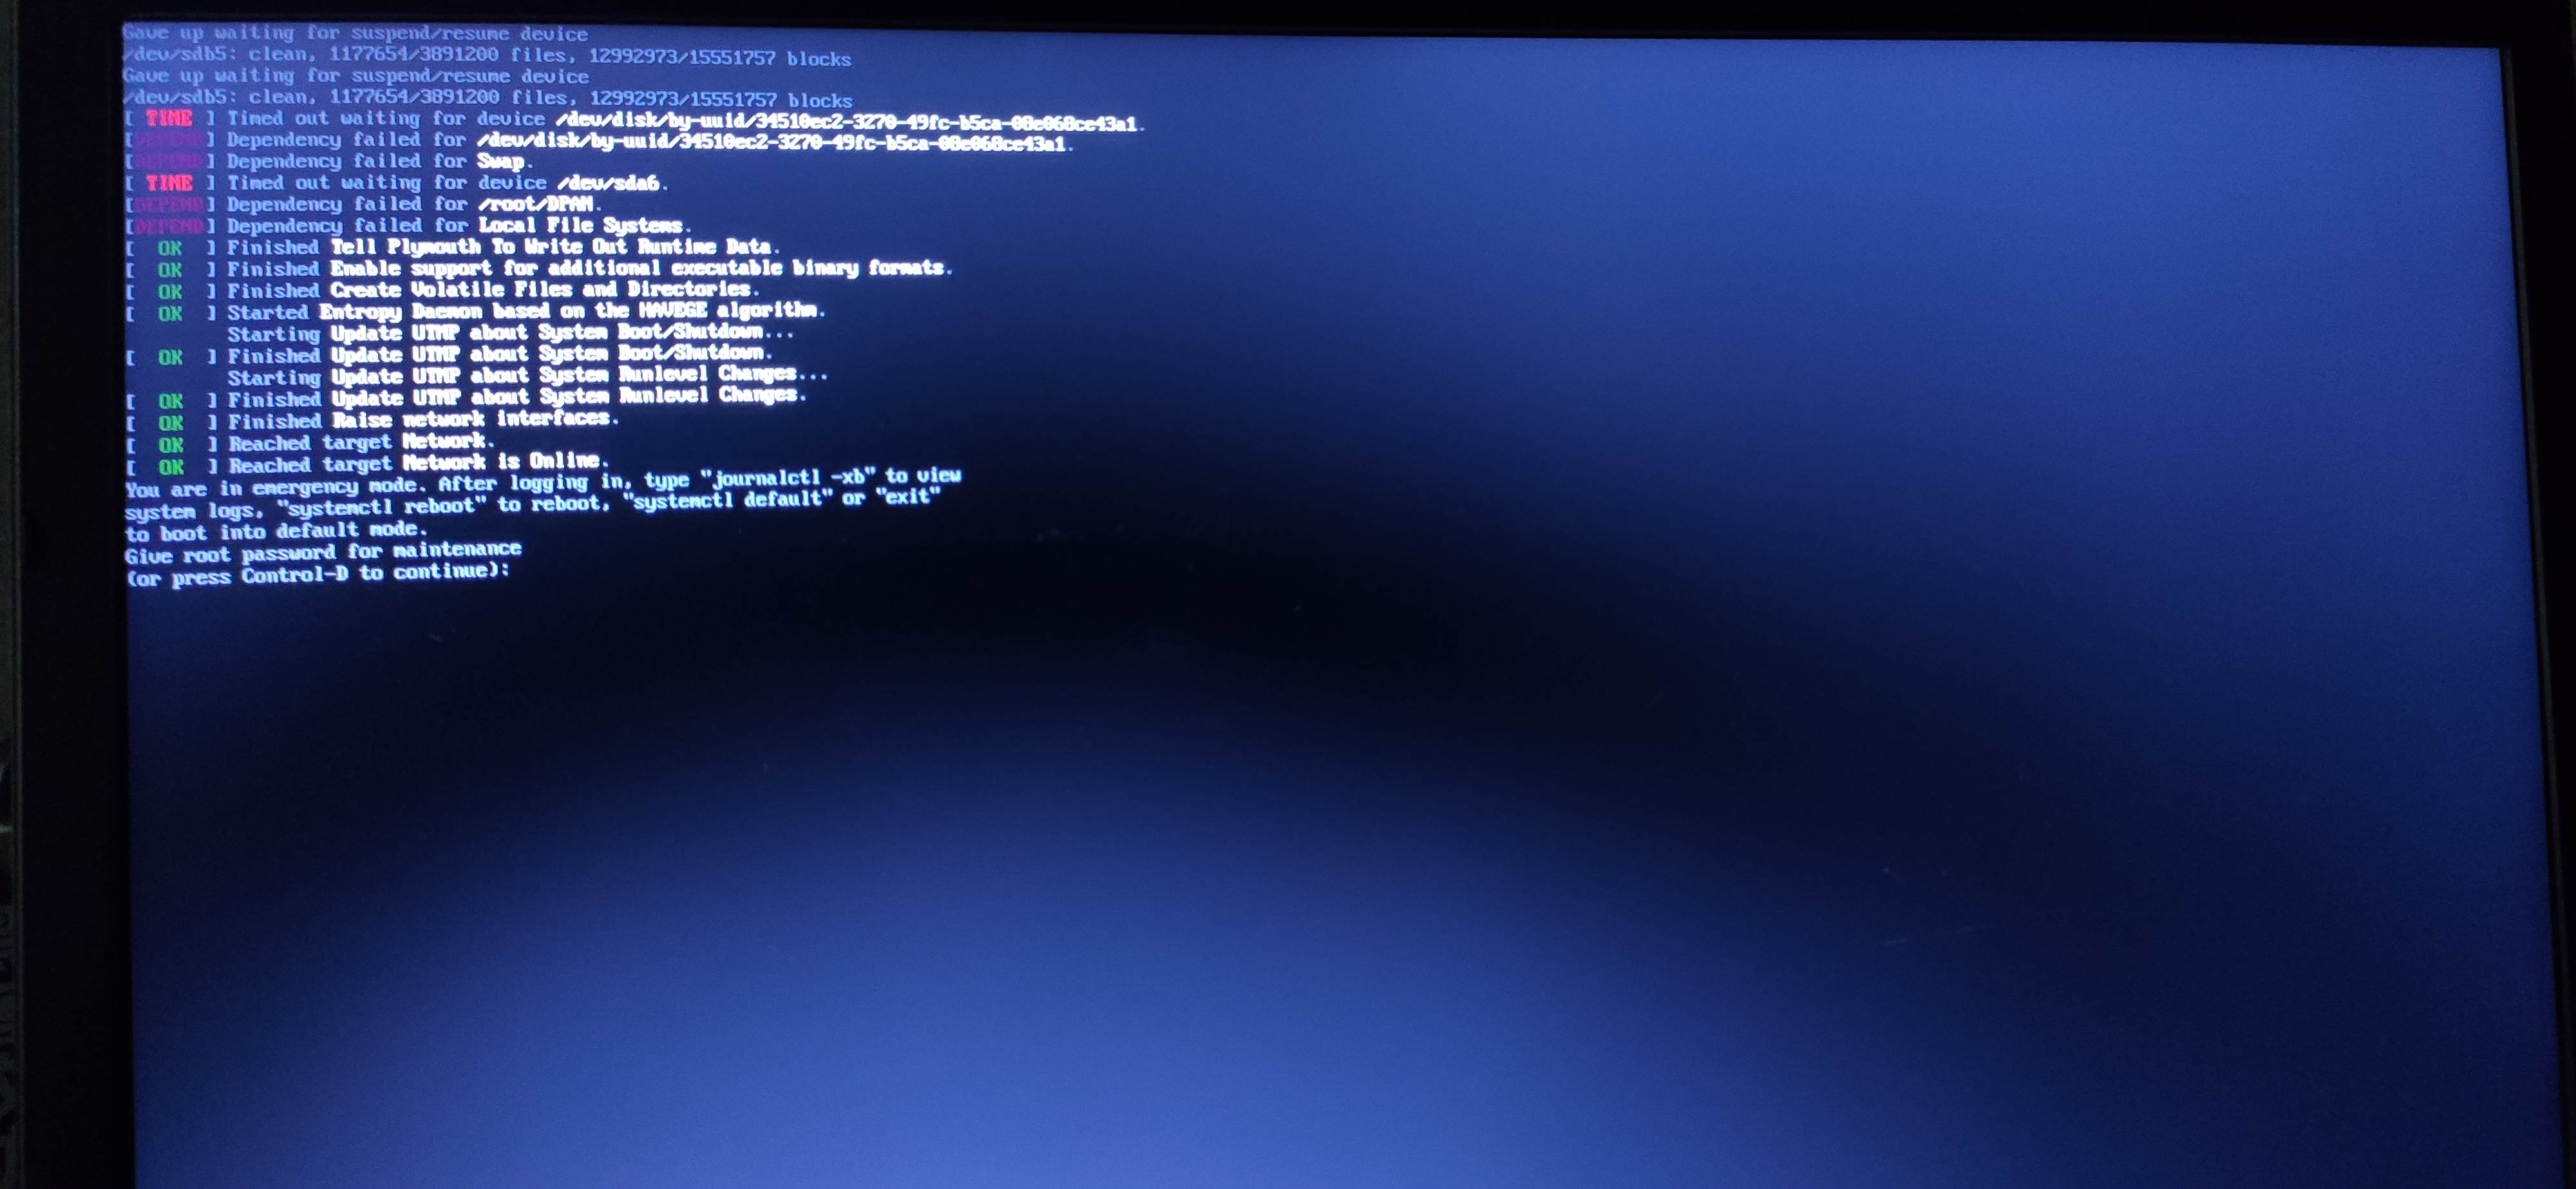 Gave up waiting for suspend/resume device
/dev/sdb5: clean, 1177654/3891200 files, 12992973/15551757 blocks
Gave up waiting for suspend/resume device
/dev/sdb5: clean, 1177654/3891200 files, 12992973/15551757 blocks
[ TIME ] Timed out waiting for device /dev/disk/by-uuid/34510ec2-3270-49fc-b5ca-08e068ce43a1.
[DEPEND] Dependency failed for /dev/disk/by-uuid/34510ec2-3270-49fc-b5ca-08e068ce43a1.
[DEPEND] Dependency failed for Swap.
[ TIME ] Timed out waiting for device /dev/sda6.
[DEPEND] Dependency failed for /root/DPAN.
[DEPEND] Dependency failed for Local File Systems.
[ OK ] Finished Tell Plymouth To Write Out Runtime Data.
[ OK ] Finished Enable support for additional executable binary formats.
[ OK ] Finished Create Volatile Files and Directories.
[ OK ] Started Entropy Daemon based on the HAVEGE algorithm.
Starting Update UTMP about System Boot/Shutdown...
[ OK ] Finished Update UTMP about System Boot/Shutdown.
Starting Update UTMP about System Runlevel Changes...
[ OK ] Finished Update UTMP about System Runlevel Changes.
[ OK ] Finished Raise network interfaces.
[ OK ] Reached target Network.
[ OK ] Reached target Network is Online.
You are in emergency mode. After logging in, type "journalctl -xb" to view
system logs, "systemctl reboot" to reboot, "systemctl default" or "exit"
to boot into default mode.
Give root password for maintenance
(or press Control-D to continue):